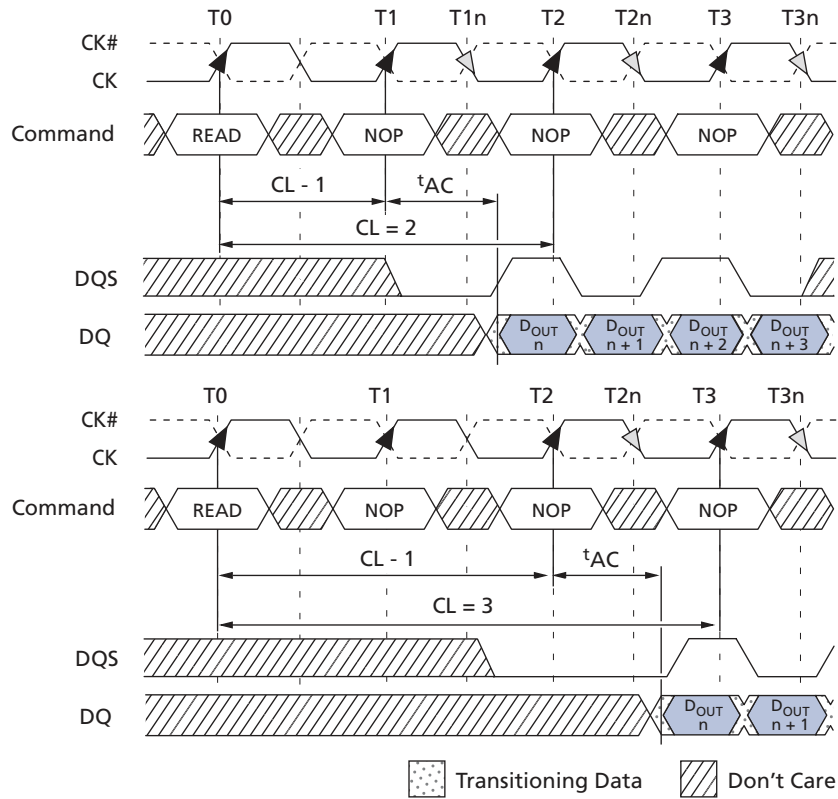 T0 T1 T1n T2 T2n T3 T3n
CK#
CK
Command READ NOP NOP NOP
CL - 1 tAC
CL = 2
DQS
DQ DOUT n DOUT n + 1 DOUT n + 2 DOUT n + 3
T0 T1 T2 T2n T3 T3n
CK#
CK
Command READ NOP NOP NOP
CL - 1 tAC
CL = 3
DQS
DQ DOUT n DOUT n + 1
Transitioning Data Don't Care